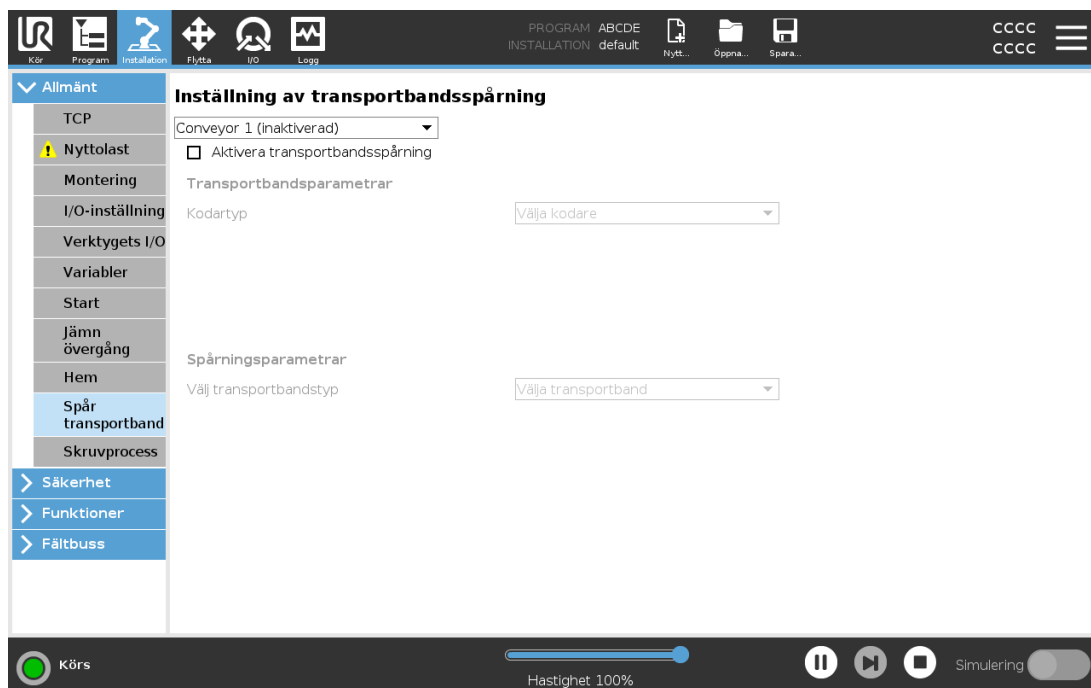 UR
Kör
Program
Installation
Flytta
I/O
Logg
PROGRAM ABCDE
INSTALLATION default
Nytt...
Öppna...
Spara...
CCCC
CCCC
Allmänt
TCP
Nyttolast
Montering
I/O-inställning
Verktygets I/O
Variabler
Start
Jämn
övergång
Hem
Spår
transportband
Skruvprocess
Säkerhet
Funktioner
Fältbuss
Inställning av transportbandsspårning
Conveyor 1 (inaktiverad)
Aktivera transportbandsspårning
Transportbandsparametrar
Kodartyp
Välja kodare
Spårningsparametrar
Välj transportbandstyp
Välja transportband
Körs
Hastighet 100%
Simulering